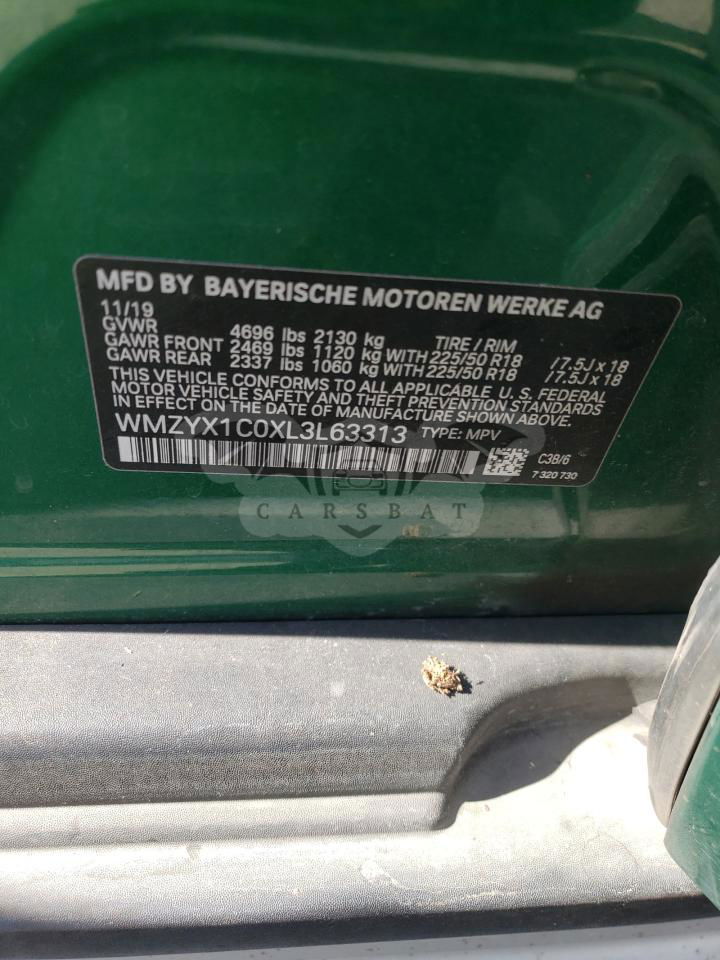 MFD BY BAYERISCHE MOTOREN WERKE AG
11/19
GVWR 4696 lbs 2130 kg TIRE / RIM
GAWR FRONT 2469 lbs 1120 kg WITH 225/50 R18 / 7.5J x 18
GAWR REAR 2337 lbs 1060 kg WITH 225/50 R18 / 7.5J x 18
THIS VEHICLE CONFORMS TO ALL APPLICABLE U. S. FEDERAL
MOTOR VEHICLE SAFETY AND THEFT PREVENTION STANDARDS
IN EFFECT ON THE DATE OF MANUFACTURE SHOWN ABOVE.
WMZYX1C0XL3L63313 TYPE: MPV
C3B/6
7 320 730
CARSBAT